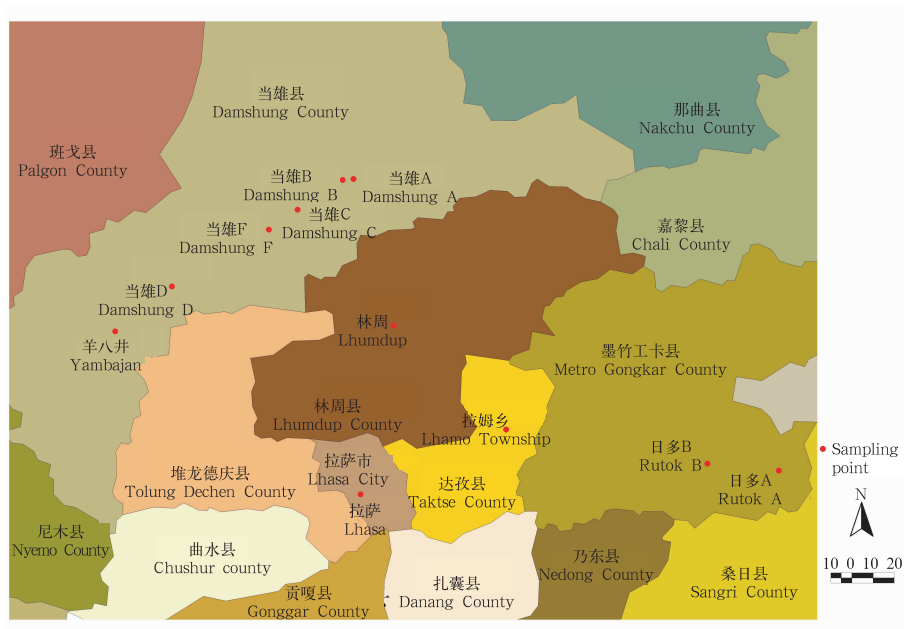 当雄县
Damshung County
那曲县
Nakchu County
班戈县
Palgon County
当雄B
Damshung B
当雄A
Damshung A
当雄C
Damshung C
当雄F
Damshung F
嘉黎县
Chali County
当雄D
Damshung D
羊八井
Yambajan
林周
Lhumdup
墨竹工卡县
Metro Gongkar County
林周县
Lhumdup County
拉姆乡
Lhamo Township
日多B
Rutok B
日多A
Rutok A
Sampling
point
拉萨市
Lhasa City
堆龙德庆县
Tolung Dechen County
达孜县
Taktse County
拉萨
Lhasa
N
尼木县
Nyemo County
曲水县
Chushur county
乃东县
Nedong County
桑日县
Sangri County
扎囊县
Danang County
贡嘎县
Gonggar County
10 0 10 20